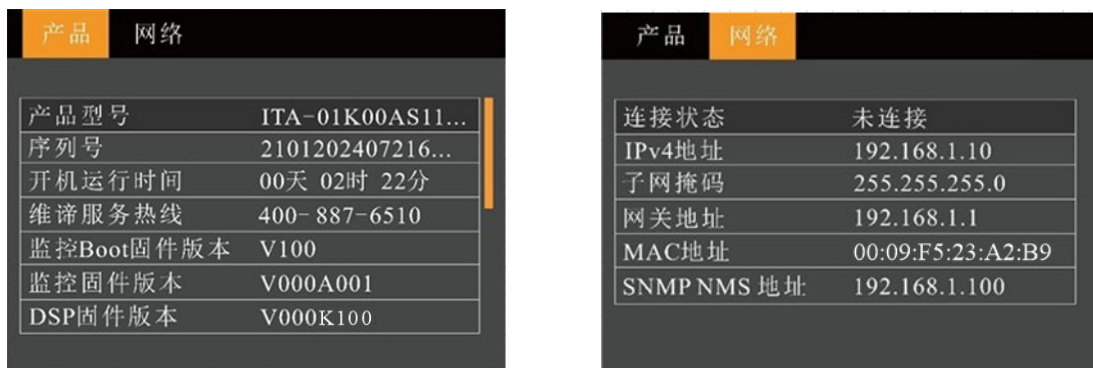 产品 网络
产品型号 ITA-01K00AS11...
序列号 2101202407216...
开机运行时间 00天 02时 22分
维谛服务热线 400-887-6510
监控Boot固件版本 V100
监控固件版本 V000A001
DSP固件版本 V000K100
产品 网络
连接状态 未连接
IPv4地址 192.168.1.10
子网掩码 255.255.255.0
网关地址 192.168.1.1
MAC地址 00:09:F5:23:A2:B9
SNMP NMS 地址 192.168.1.100